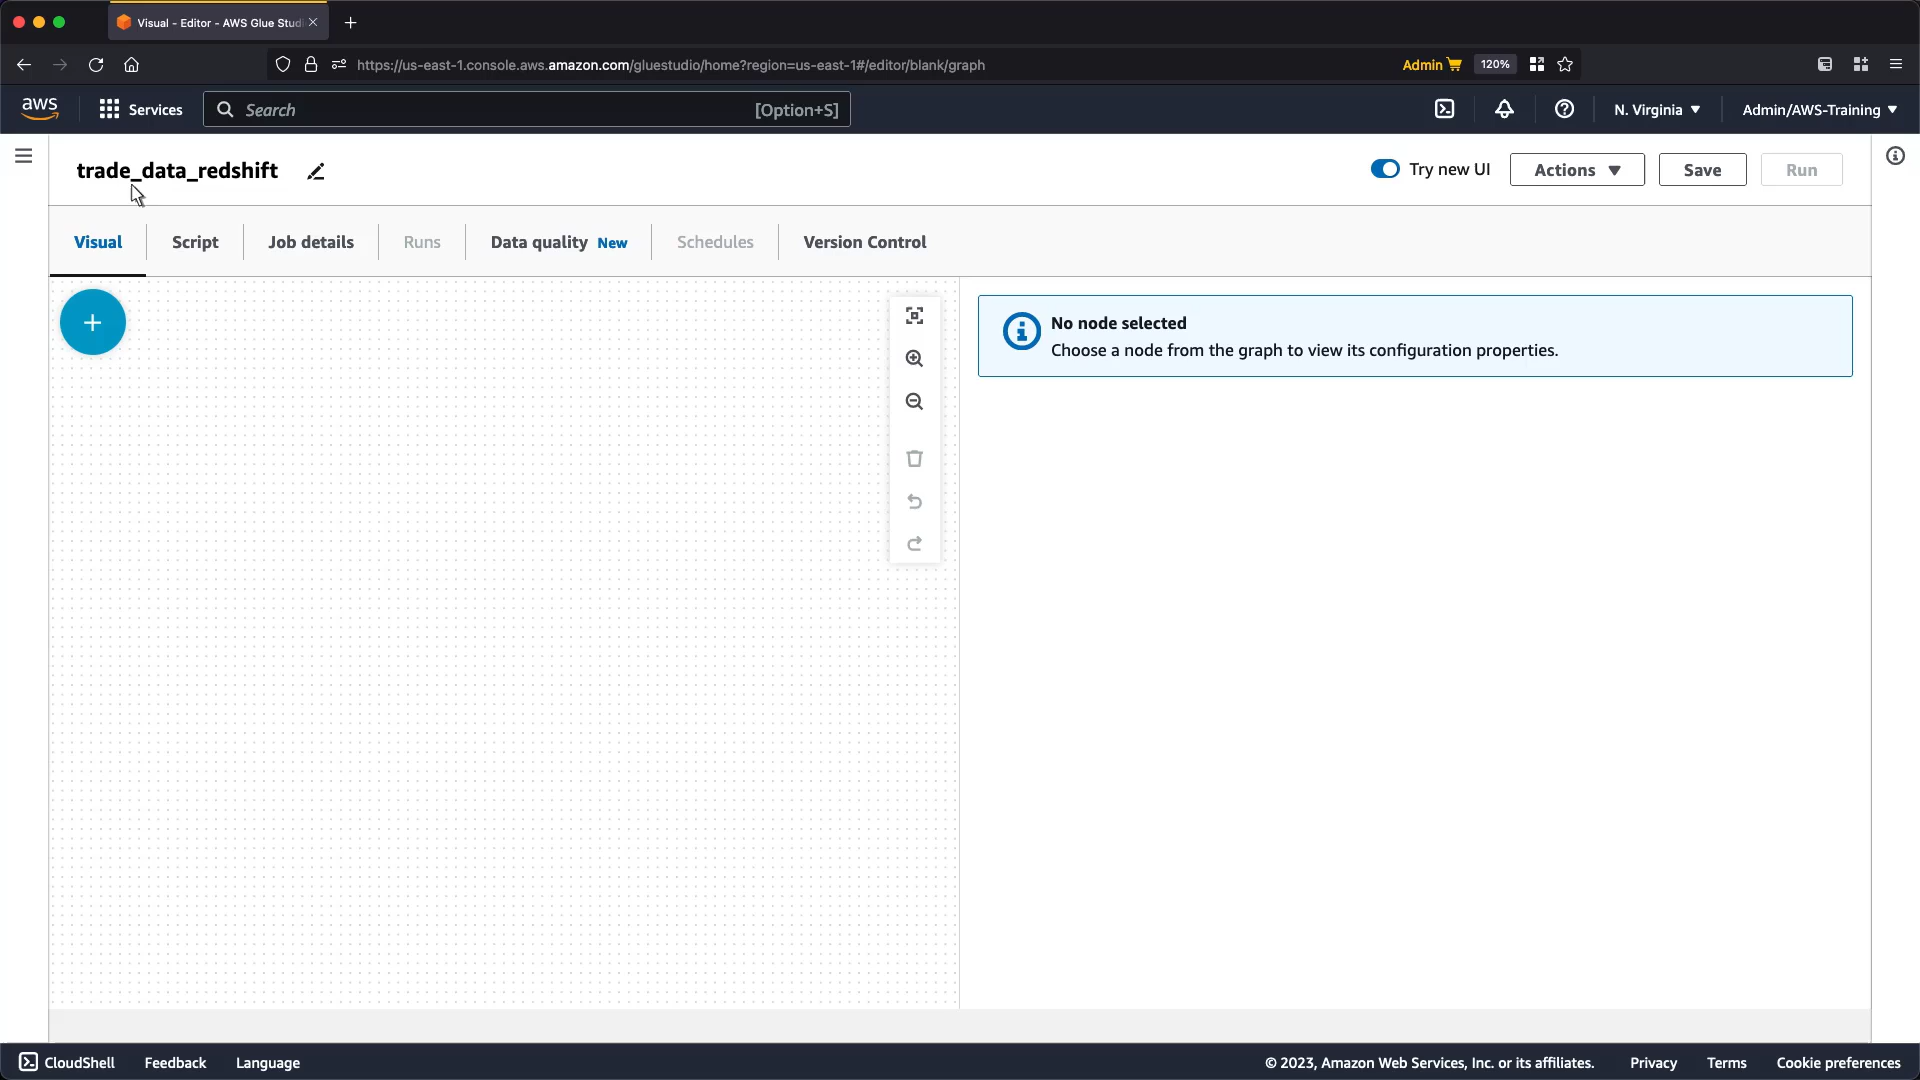 Visual - Editor - AWS Glue Studi
https://us-east-1.console.aws.amazon.com/gluestudio/home?region=us-east-1#/editor/blank/graph
Admin
120%
aws
Services
Search
[Option+S]
N. Virginia
Admin/AWS-Training
trade_data_redshift
Try new UI
Actions
Save
Run
Visual
Script
Job details
Runs
Data quality New
Schedules
Version Control
No node selected
Choose a node from the graph to view its configuration properties.
CloudShell
Feedback
Language
© 2023, Amazon Web Services, Inc. or its affiliates.
Privacy
Terms
Cookie preferences